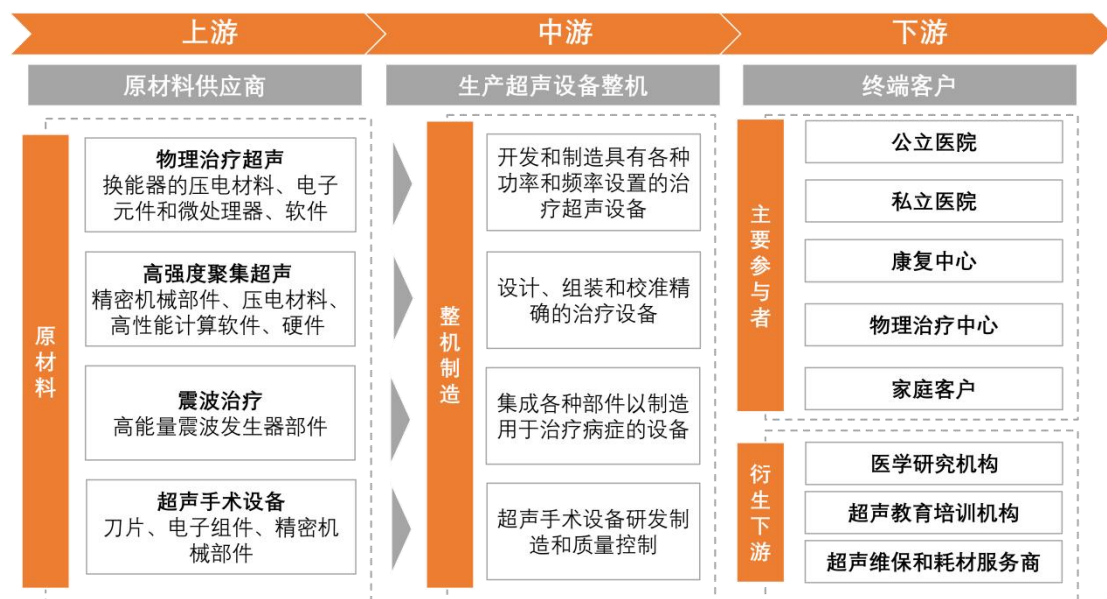 上游
中游
下游
原材料供应商
生产超声设备整机
终端客户
原材料
物理治疗超声
换能器的压电材料、电子
元件和微处理器、软件
高强度聚集超声
精密机械部件、压电材料、
高性能计算软件、硬件
震波治疗
高能量震波发生器部件
超声手术设备
刀片、电子组件、精密机
械部件
整机制造
开发和制造具有各种
功率和频率设置的治
疗超声设备
设计、组装和校准精
确的治疗设备
集成各种部件以制造
用于治疗病症的设备
超声手术设备研发制
造和质量控制
主要参与者
公立医院
私立医院
康复中心
物理治疗中心
家庭客户
衍生下游
医学研究机构
超声教育培训机构
超声维保和耗材服务商